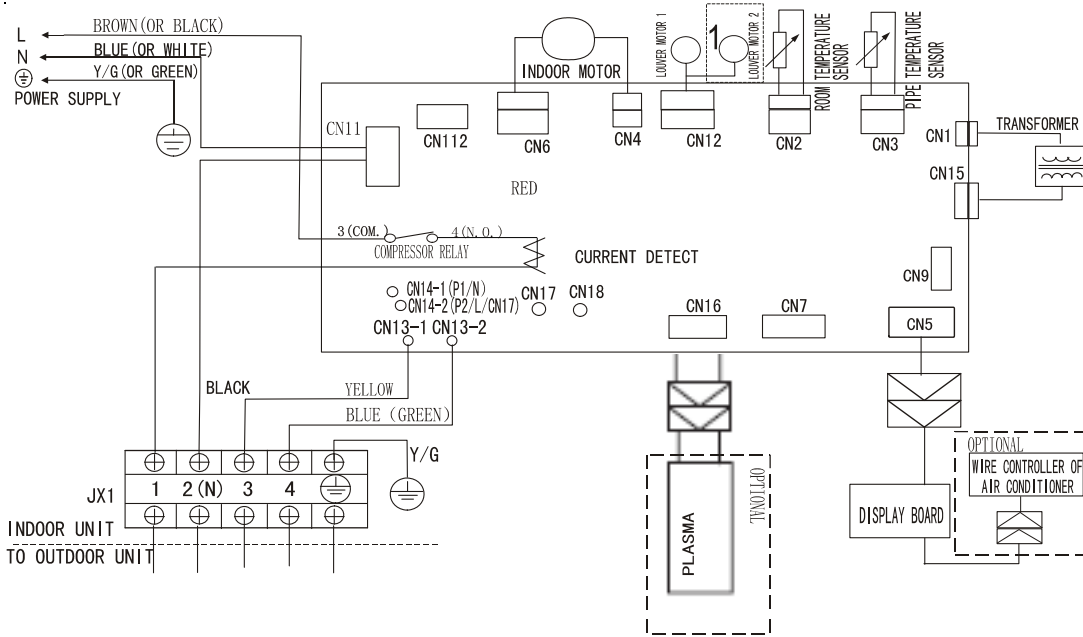 L
BROWN(OR BLACK)
N
BLUE(OR WHITE)
Y/G(OR GREEN)
POWER SUPPLY
INDOOR MOTOR
LOUVER MOTOR 1
1
LOUVER MOTOR 2
ROOM TEMPERATURE
SENSOR
PIPE TEMPERATURE
SENSOR
CN11
CN112
CN6
CN4
CN12
CN2
CN3
CN1
TRANSFORMER
CN15
RED
3(COM.)
4(N.O.)
COMPRESSOR RELAY
CURRENT DETECT
CN9
CN14-1(P1/N)
CN14-2(P2/L/CN17)
CN17
CN18
CN13-1
CN13-2
CN16
CN7
CN5
BLACK
YELLOW
BLUE (GREEN)
Y/G
JX1
1
2(N)
3
4
INDOOR UNIT
TO OUTDOOR UNIT
PLASMA
OPTIONAL
DISPLAY BOARD
OPTIONAL
WIRE CONTROLLER OF
AIR CONDITIONER